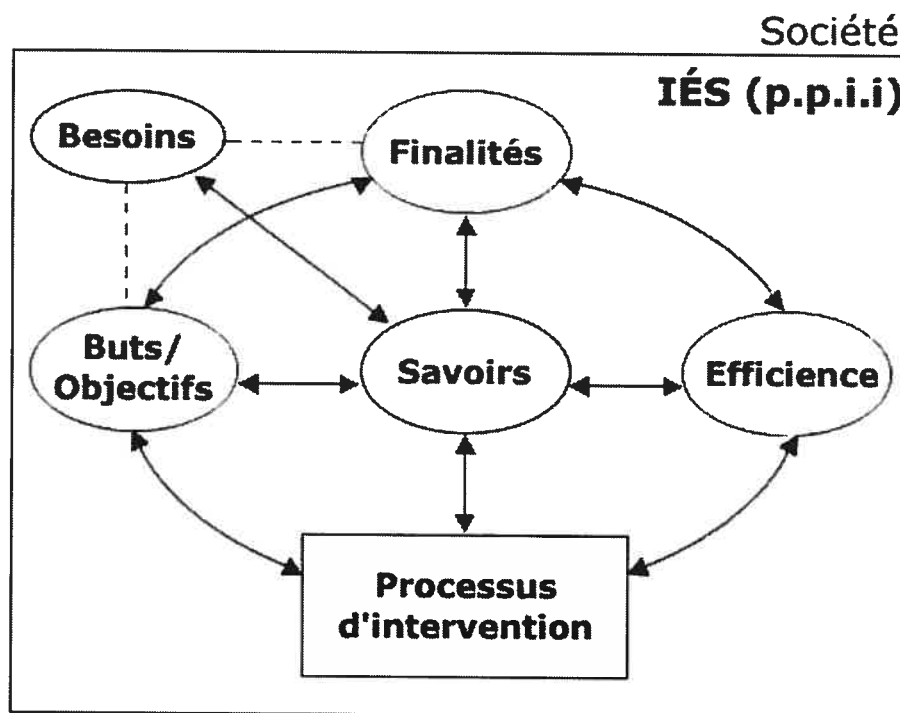 Société
IÉS (p.p.i.i)
Besoins
Finalités
Buts/
Objectifs
Savoirs
Efficience
Processus
d'intervention